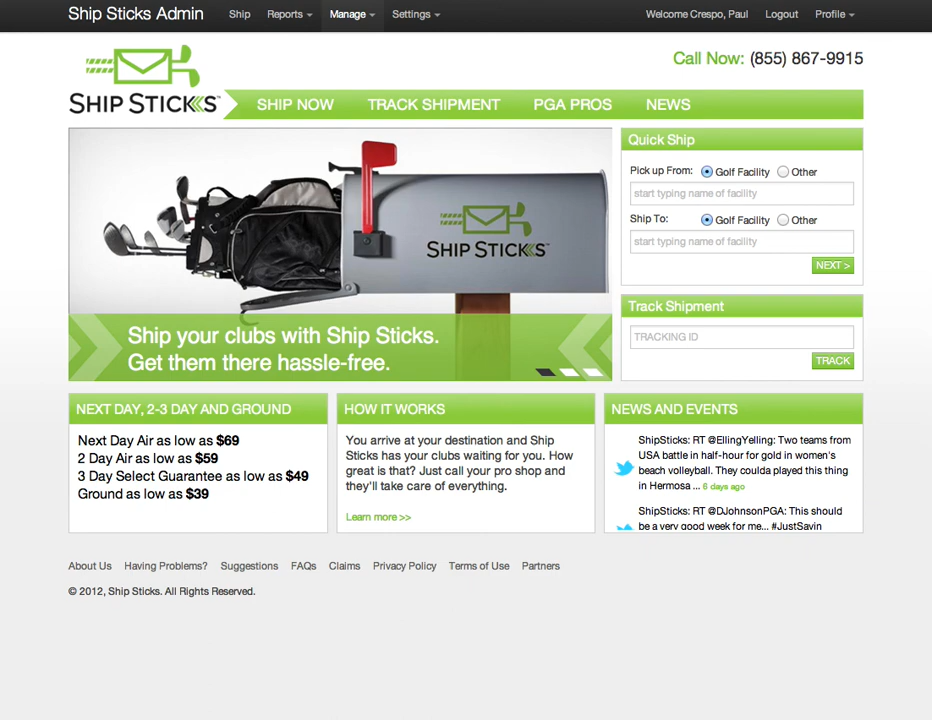 Ship Sticks Admin Ship Reports Manage Settings Welcome Crespo, Paul Logout Profile
Call Now: (855) 867-9915
SHIP STICKS
SHIP NOW TRACK SHIPMENT PGA PROS NEWS
SHIP STICKS
Ship your clubs with Ship Sticks.
Get them there hassle-free.
Quick Ship
Pick up From: Golf Facility Other
start typing name of facility
Ship To: Golf Facility Other
start typing name of facility
NEXT >
Track Shipment
TRACKING ID
TRACK
NEXT DAY, 2-3 DAY AND GROUND
Next Day Air as low as $69
2 Day Air as low as $59
3 Day Select Guarantee as low as $49
Ground as low as $39
HOW IT WORKS
You arrive at your destination and Ship
Sticks has your clubs waiting for you. How
great is that? Just call your pro shop and
they'll take care of everything.
Learn more >>
NEWS AND EVENTS
ShipSticks: RT @EllingYelling: Two teams from
USA battle in half-hour for gold in women's
beach volleyball. They coulda played this thing
in Hermosa ... 6 days ago
ShipSticks: RT @DJohnsonPGA: This should
be a very good week for me... #JustSayin
About Us Having Problems? Suggestions FAQs Claims Privacy Policy Terms of Use Partners
© 2012, Ship Sticks. All Rights Reserved.